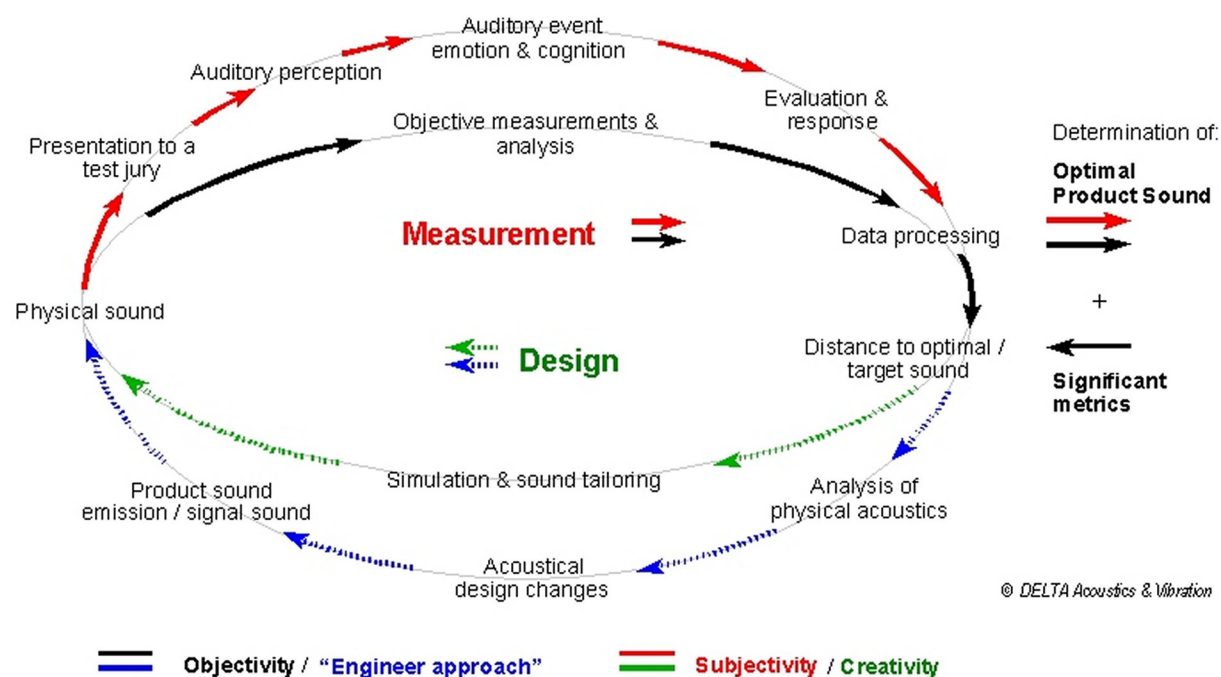 Auditory event
emotion & cognition
Auditory perception
Evaluation &
response
Objective measurements &
analysis
Presentation to a
test jury
Determination of:
Optimal
Product Sound
Measurement
Data processing
+
Physical sound
Design
Distance to optimal /
target sound
Significant
metrics
Simulation & sound tailoring
Product sound
emission / signal sound
Analysis of
physical acoustics
Acoustical
design changes
© DELTA Acoustics & Vibration
Objectivity / “Engineer approach”
Subjectivity / Creativity